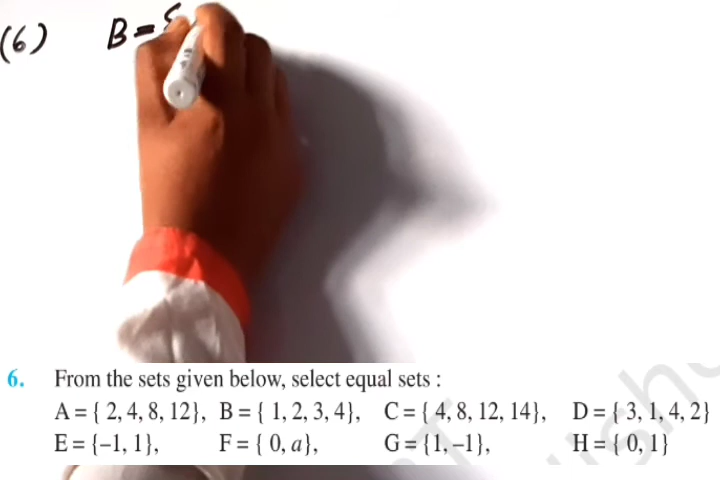 (6) B = {
6. From the sets given below, select equal sets :
A = { 2, 4, 8, 12}, B = { 1, 2, 3, 4}, C = { 4, 8, 12, 14}, D = { 3, 1, 4, 2}
E = {–1, 1}, F = { 0, a}, G = {1, –1}, H = { 0, 1}